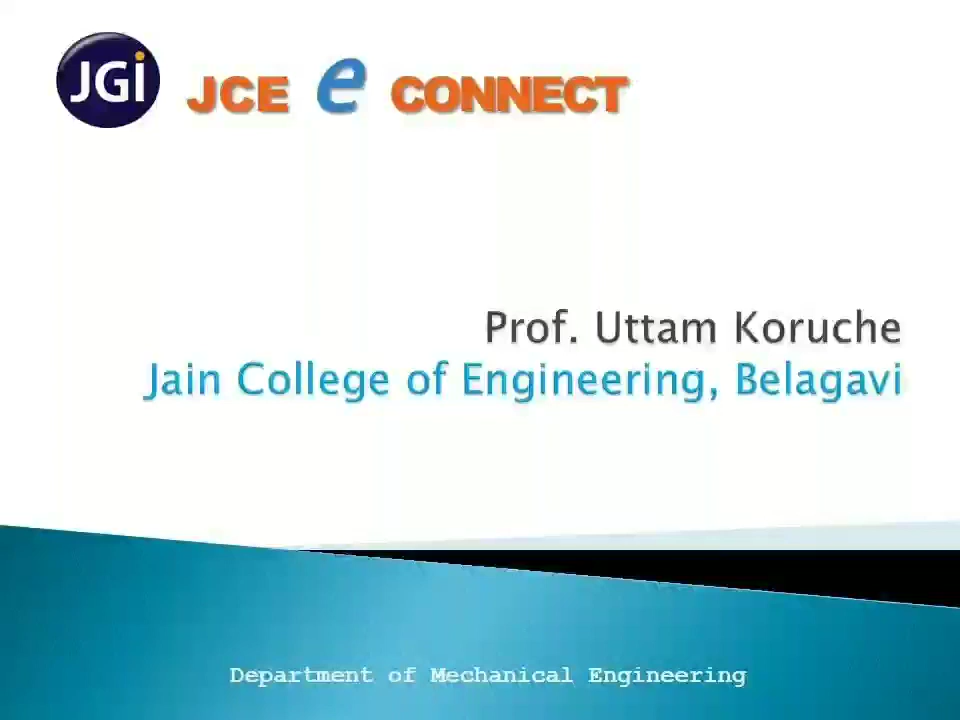 JGi JCE e CONNECT
Prof. Uttam Koruche
Jain College of Engineering, Belagavi
Department of Mechanical Engineering